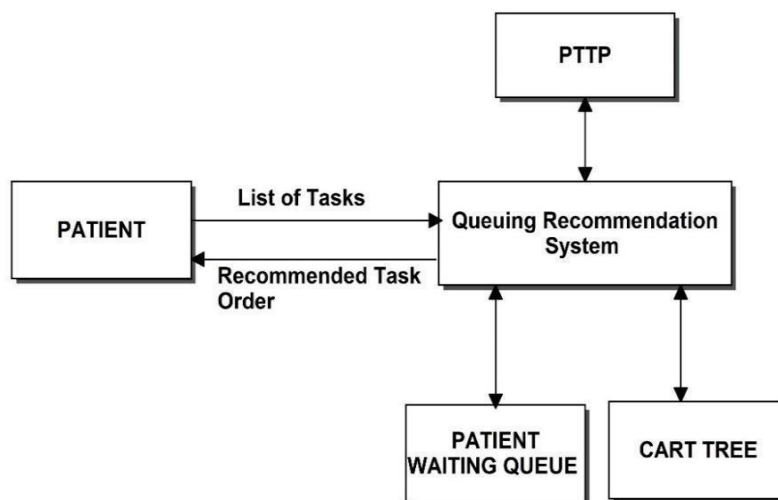 PTTP
List of Tasks
PATIENT
Queuing Recommendation
System
Recommended Task
Order
PATIENT
WAITING QUEUE
CART TREE